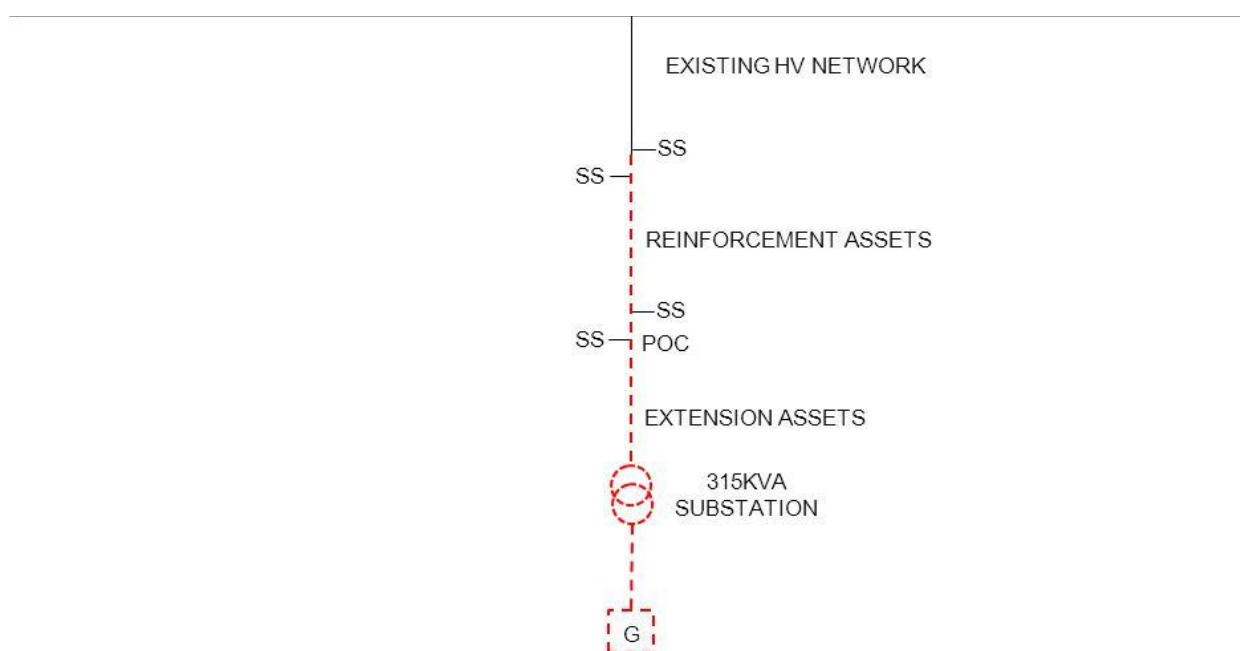 EXISTING HV NETWORK
SS
SS
REINFORCEMENT ASSETS
SS
SS
POC
EXTENSION ASSETS
315KVA
SUBSTATION
G